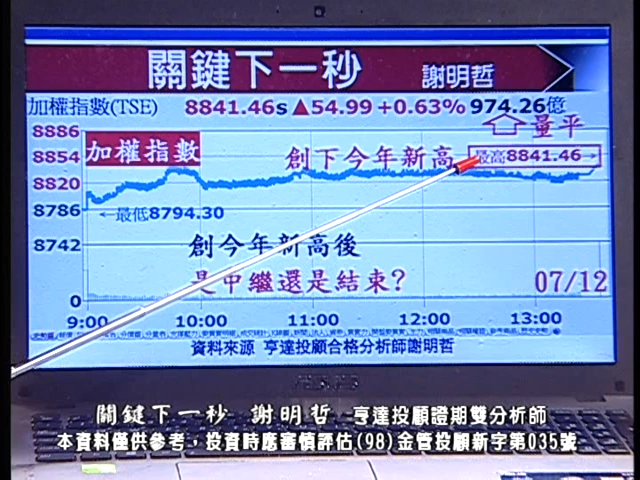 關鍵下一秒 謝明哲
加權指數(TSE) 8841.46s ▲54.99 +0.63% 974.26億
量平
8886
8854
加權指數
創下今年新高
最高8841.46→
8820
8786
←最低8794.30
8742
創今年新高後
是中繼還是結束?
07/12
0
9:00 10:00 11:00 12:00 13:00
資料來源 亨達投顧合格分析師謝明哲
關鍵下一秒 謝明哲 亨達投顧證期雙分析師
本資料僅供參考，投資時應審慎評估(98)金管投顧新字第035號